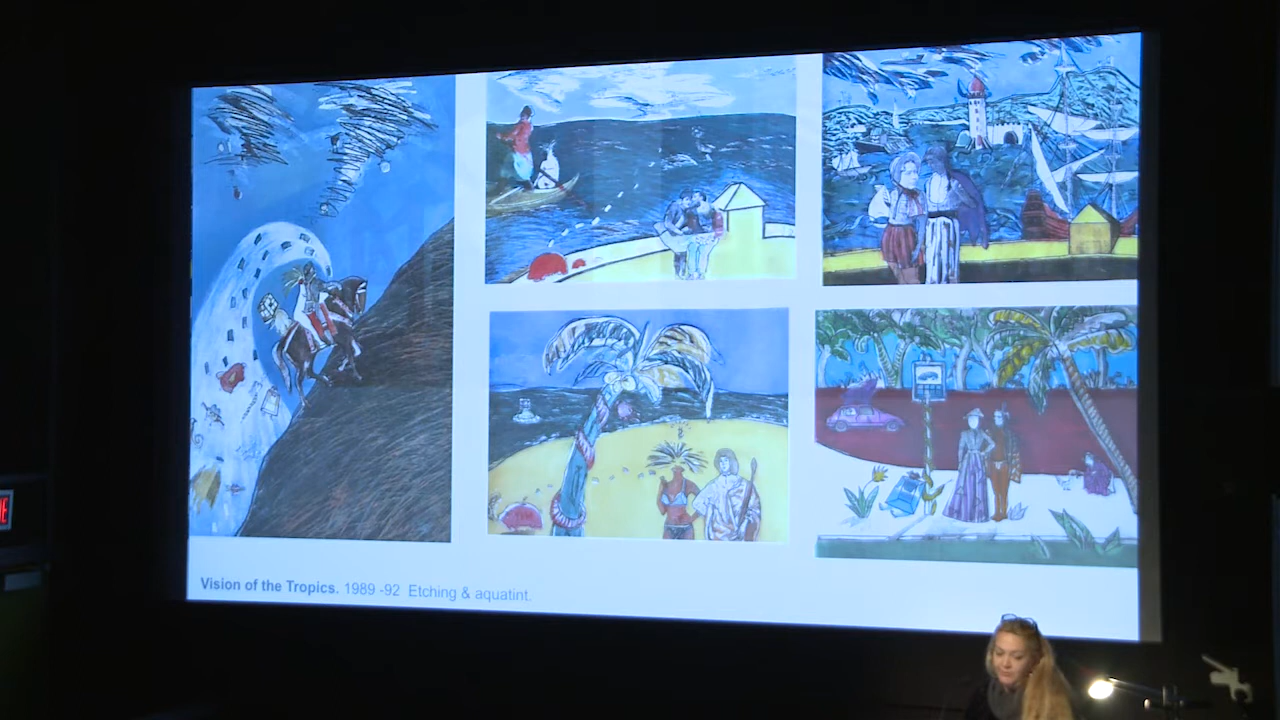 Vision of the Tropics. 1989 -92 Etching & aquatint.